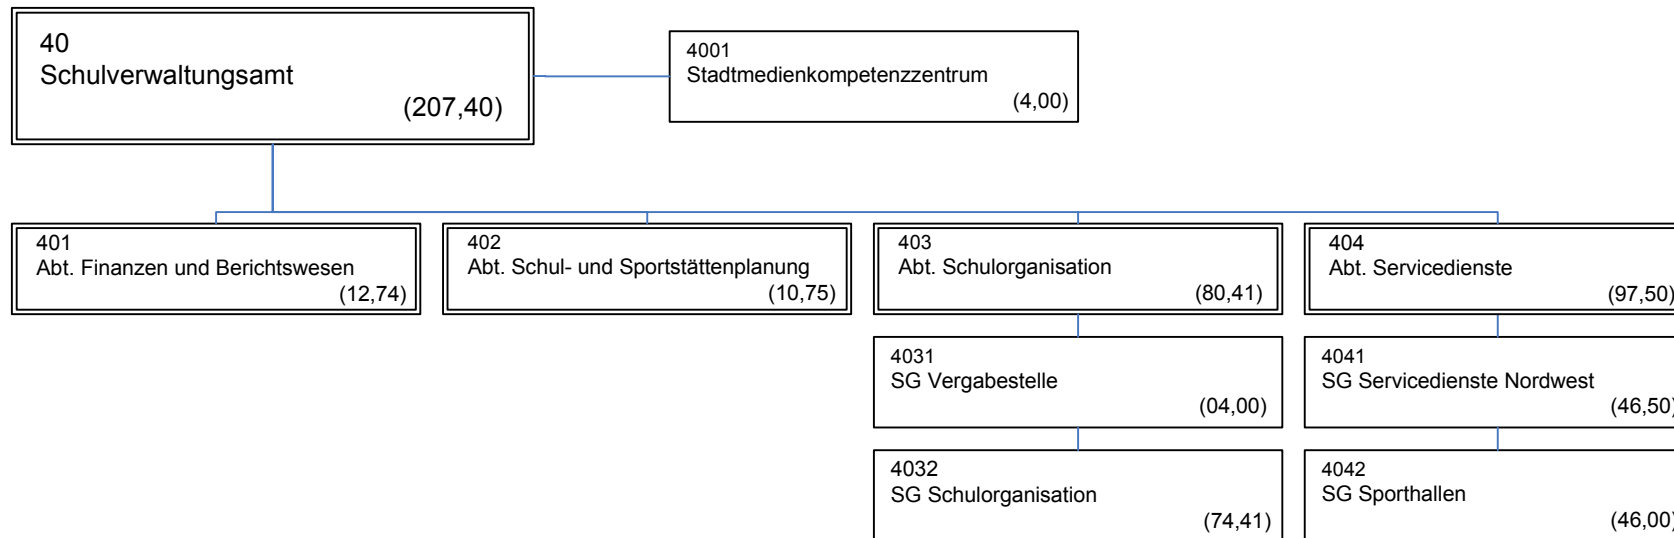 40
Schulverwaltungsamt
(207,40)
4001
Stadtmedienkompetenzzentrum
(4,00)
401
Abt. Finanzen und Berichtswesen
(12,74)
402
Abt. Schul- und Sportstättenplanung
(10,75)
403
Abt. Schulorganisation
(80,41)
404
Abt. Servicedienste
(97,50)
4031
SG Vergabestelle
(04,00)
4041
SG Servicedienste Nordwest
(46,50)
4032
SG Schulorganisation
(74,41)
4042
SG Sporthallen
(46,00)